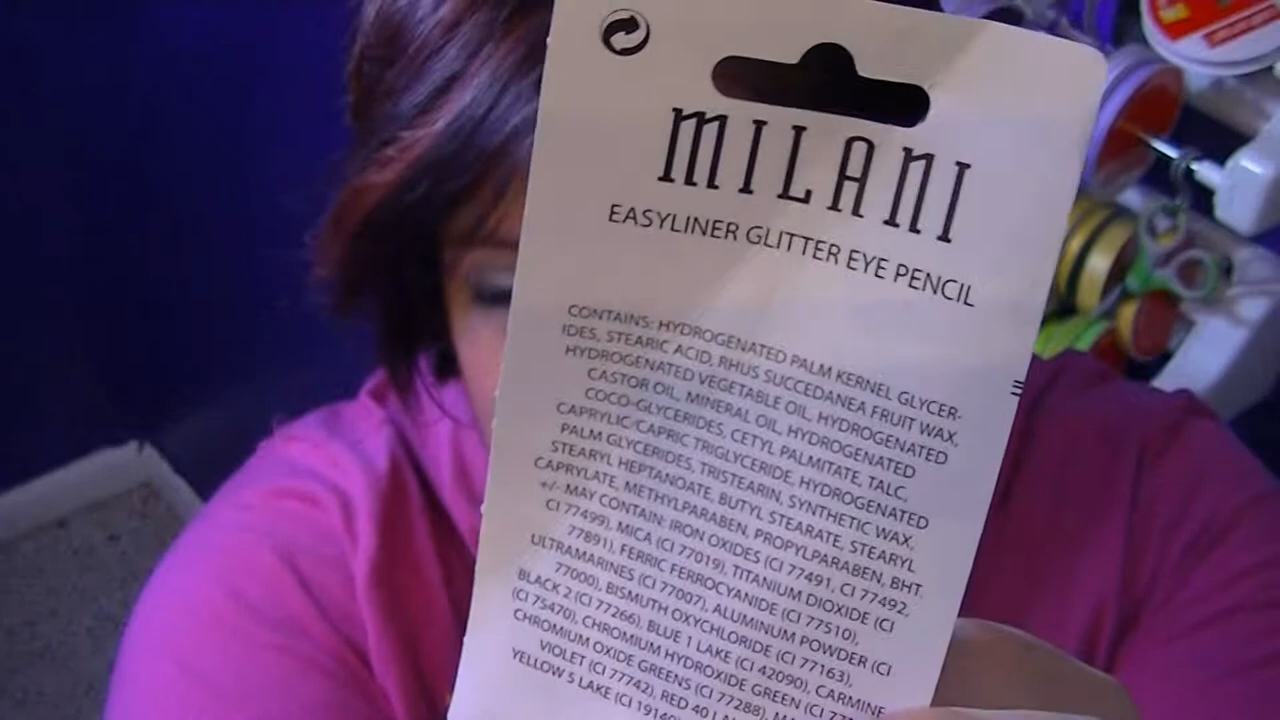 MILANI
EASYLINER GLITTER EYE PENCIL
CONTAINS: HYDROGENATED PALM KERNEL GLYCER-
IDES, STEARIC ACID, RHUS SUCCEDANEA FRUIT WAX,
HYDROGENATED VEGETABLE OIL, HYDROGENATED
CASTOR OIL, MINERAL OIL, HYDROGENATED
COCO-GLYCERIDES, CETYL PALMITATE, TALC,
CAPRYLIC/CAPRIC TRIGLYCERIDE, HYDROGENATED
PALM GLYCERIDES, TRISTEARIN, SYNTHETIC WAX,
STEARYL HEPTANOATE, BUTYL STEARATE, STEARYL
CAPRYLATE, METHYLPARABEN, PROPYLPARABEN, BHT.
+/- MAY CONTAIN: IRON OXIDES (CI 77491, CI 77492,
CI 77499), MICA (CI 77019), TITANIUM DIOXIDE (CI
77891), FERRIC FERROCYANIDE (CI 77510),
ULTRAMARINES (CI 77007), ALUMINUM POWDER (CI
77000), BISMUTH OXYCHLORIDE (CI 77163),
BLACK 2 (CI 77266), BLUE 1 LAKE (CI 42090), CARMINE
(CI 75470), CHROMIUM HYDROXIDE GREEN (CI
CHROMIUM OXIDE GREENS (CI 77288),
VIOLET (CI 77742), RED 40
YELLOW 5 LAKE (CI 19140)